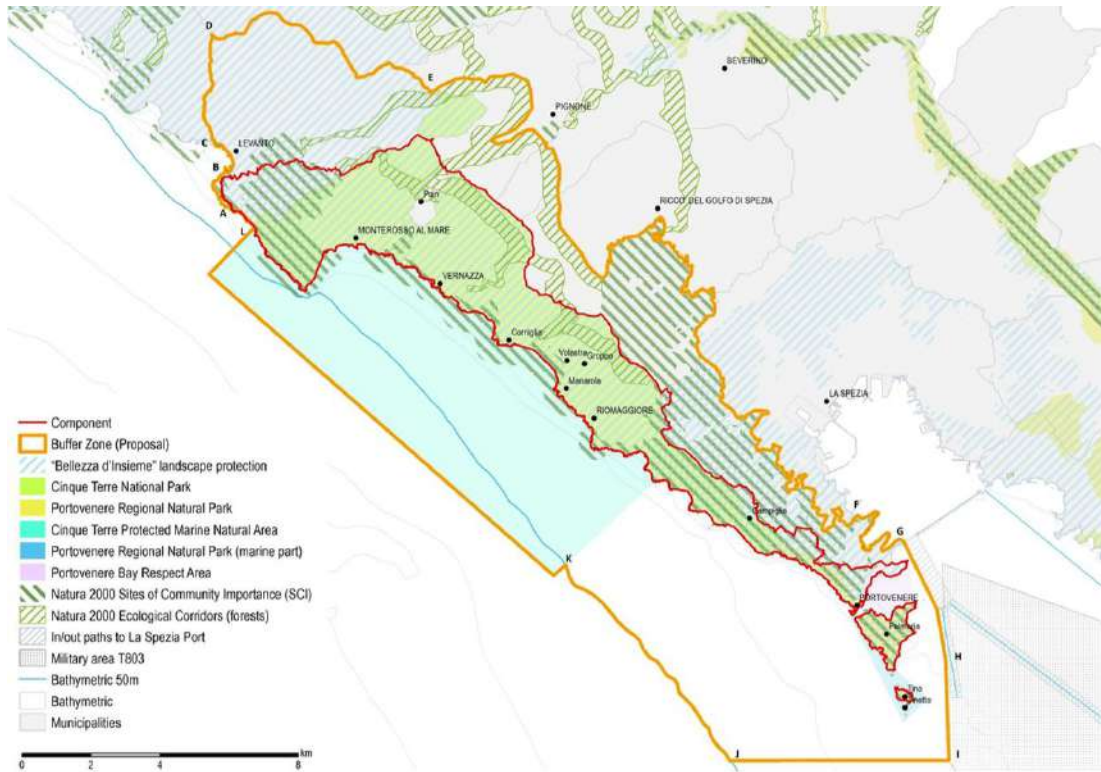 D
E
SEVERINO
PIGNONE
C
LEVANTO
B
A
L
RICCO' DEL GOLFO DI SPEZIA
MONTEROSSO AL MARE
VERNAZZA
Corniglia
Volastra
Groppo
Manarola
RIOMAGGIORE
LA SPEZIA
Campiglia
F
G
K
PORTOVENERE
Palmaria
H
Tino
J
I
Component
Buffer Zone (Proposal)
"Bellezza d'Insieme" landscape protection
Cinque Terre National Park
Portovenere Regional Natural Park
Cinque Terre Protected Marine Natural Area
Portovenere Regional Natural Park (marine part)
Portovenere Bay Respect Area
Natura 2000 Sites of Community Importance (SCI)
Natura 2000 Ecological Corridors (forests)
In/out paths to La Spezia Port
Military area T803
Bathymetric 50m
Bathymetric
Municipalities
km
0 2 4 8